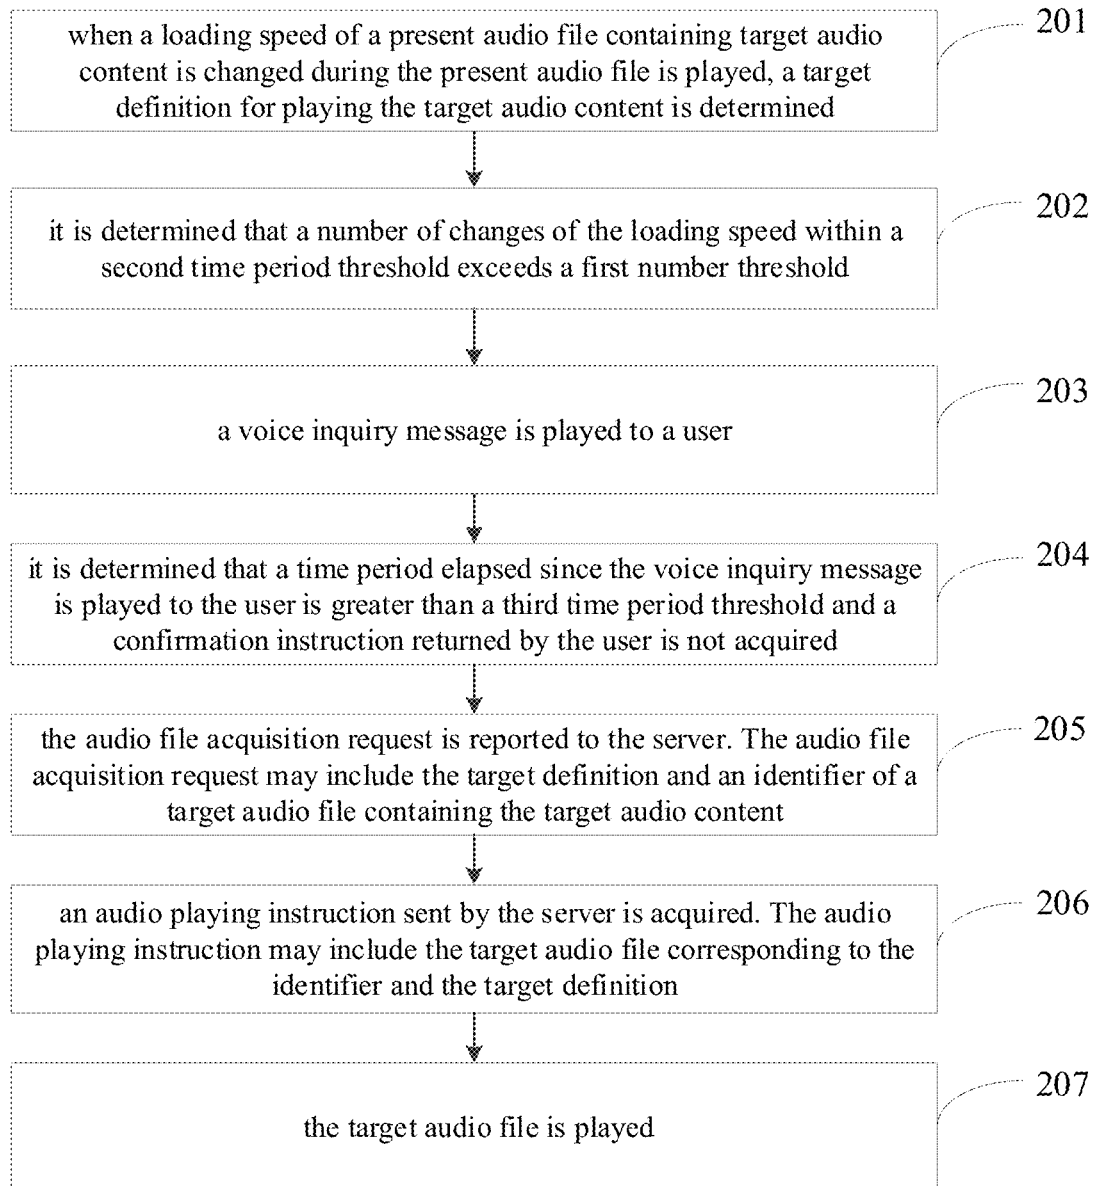 when a loading speed of a present audio file containing target audio
content is changed during the present audio file is played, a target
definition for playing the target audio content is determined
201
it is determined that a number of changes of the loading speed within a
second time period threshold exceeds a first number threshold
202
a voice inquiry message is played to a user
203
it is determined that a time period elapsed since the voice inquiry message
is played to the user is greater than a third time period threshold and a
confirmation instruction returned by the user is not acquired
204
the audio file acquisition request is reported to the server. The audio file
acquisition request may include the target definition and an identifier of a
target audio file containing the target audio content
205
an audio playing instruction sent by the server is acquired. The audio
playing instruction may include the target audio file corresponding to the
identifier and the target definition
206
the target audio file is played
207